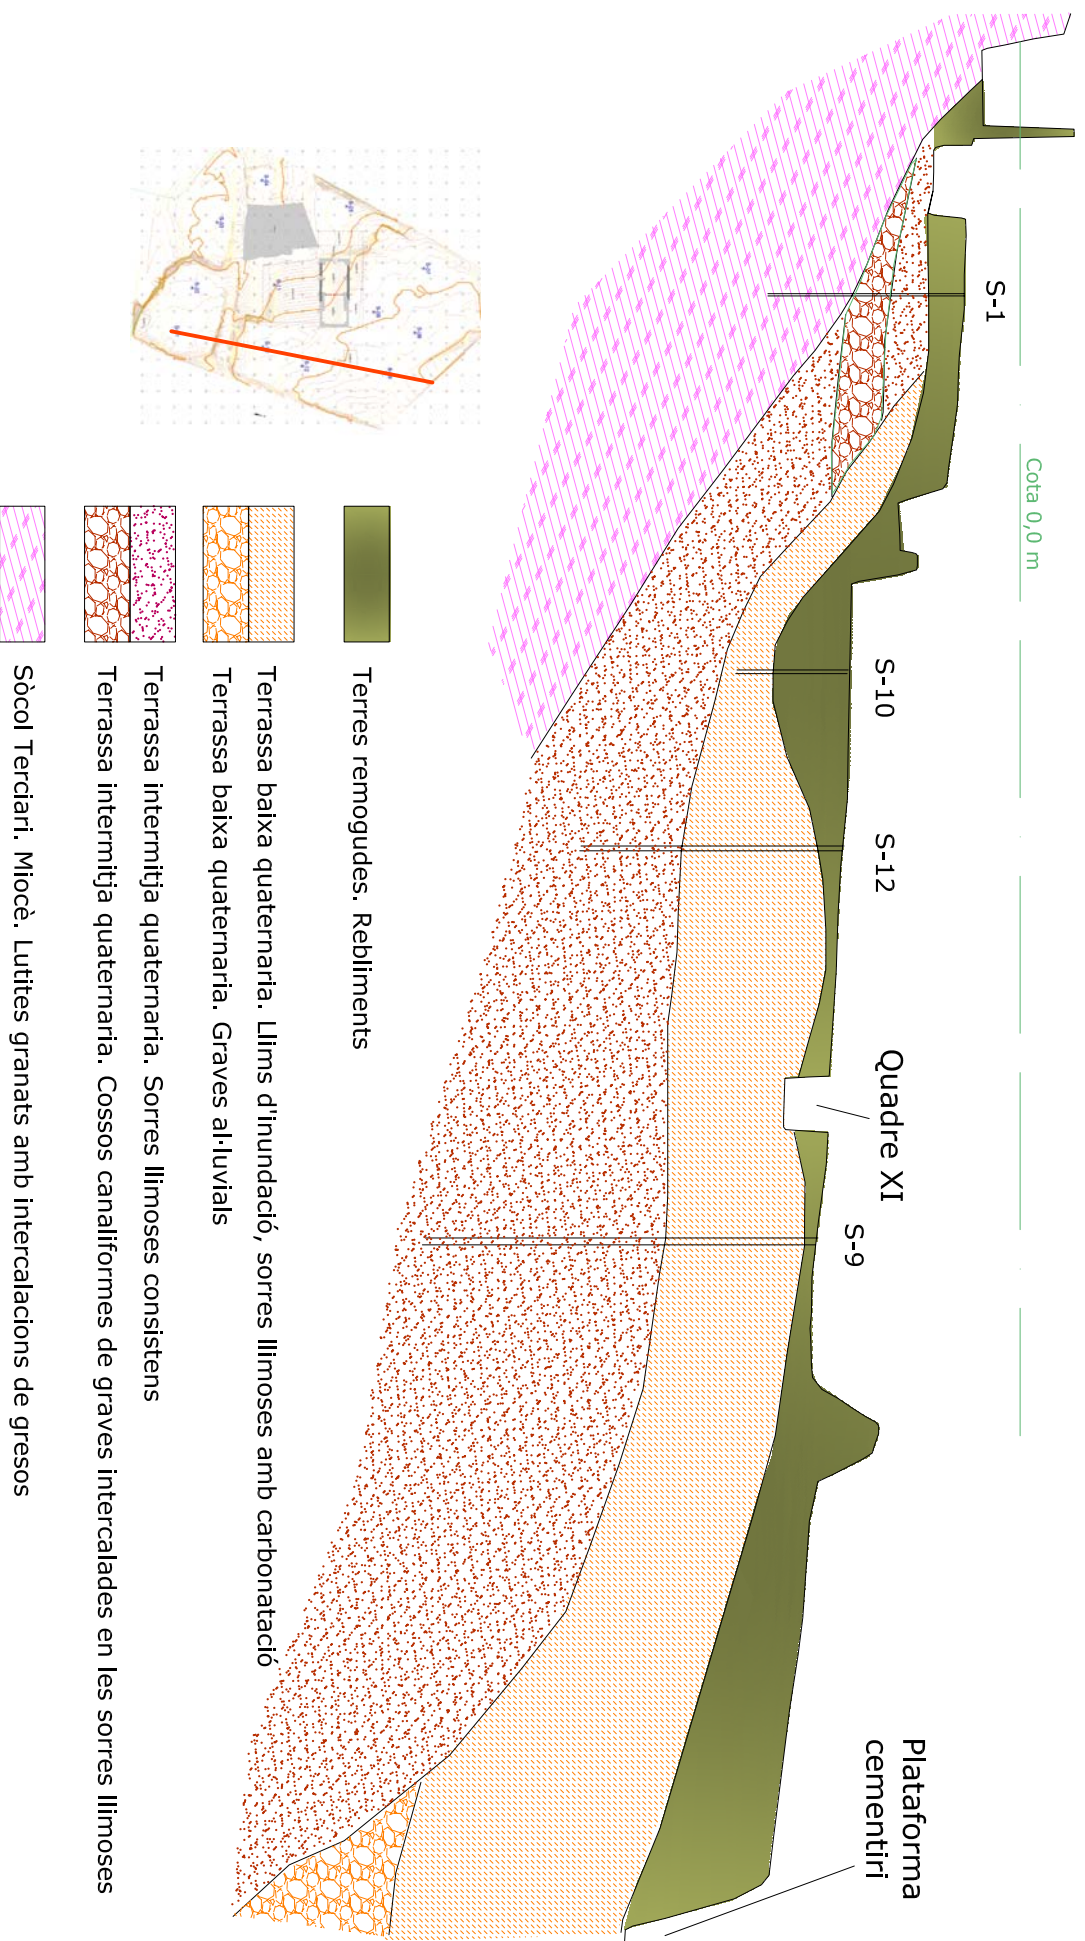 Cota 0,0 m
S-1
S-10
S-12
Quadre XI
S-9
Plataforma
cementiri
Terres remogudes. Rebliments
Terrassa baixa quaternaria. Llims d'inundació, sorres llimoses amb carbonatació
Terrassa baixa quaternaria. Graves al·luvials
Terrassa intermitja quaternaria. Sorres llimoses consistens
Terrassa intermitja quaternaria. Cossos canaliformes de graves intercalades en les sorres llimoses
Sòcol Terciari. Miocè. Lutites granats amb intercalacions de gresos